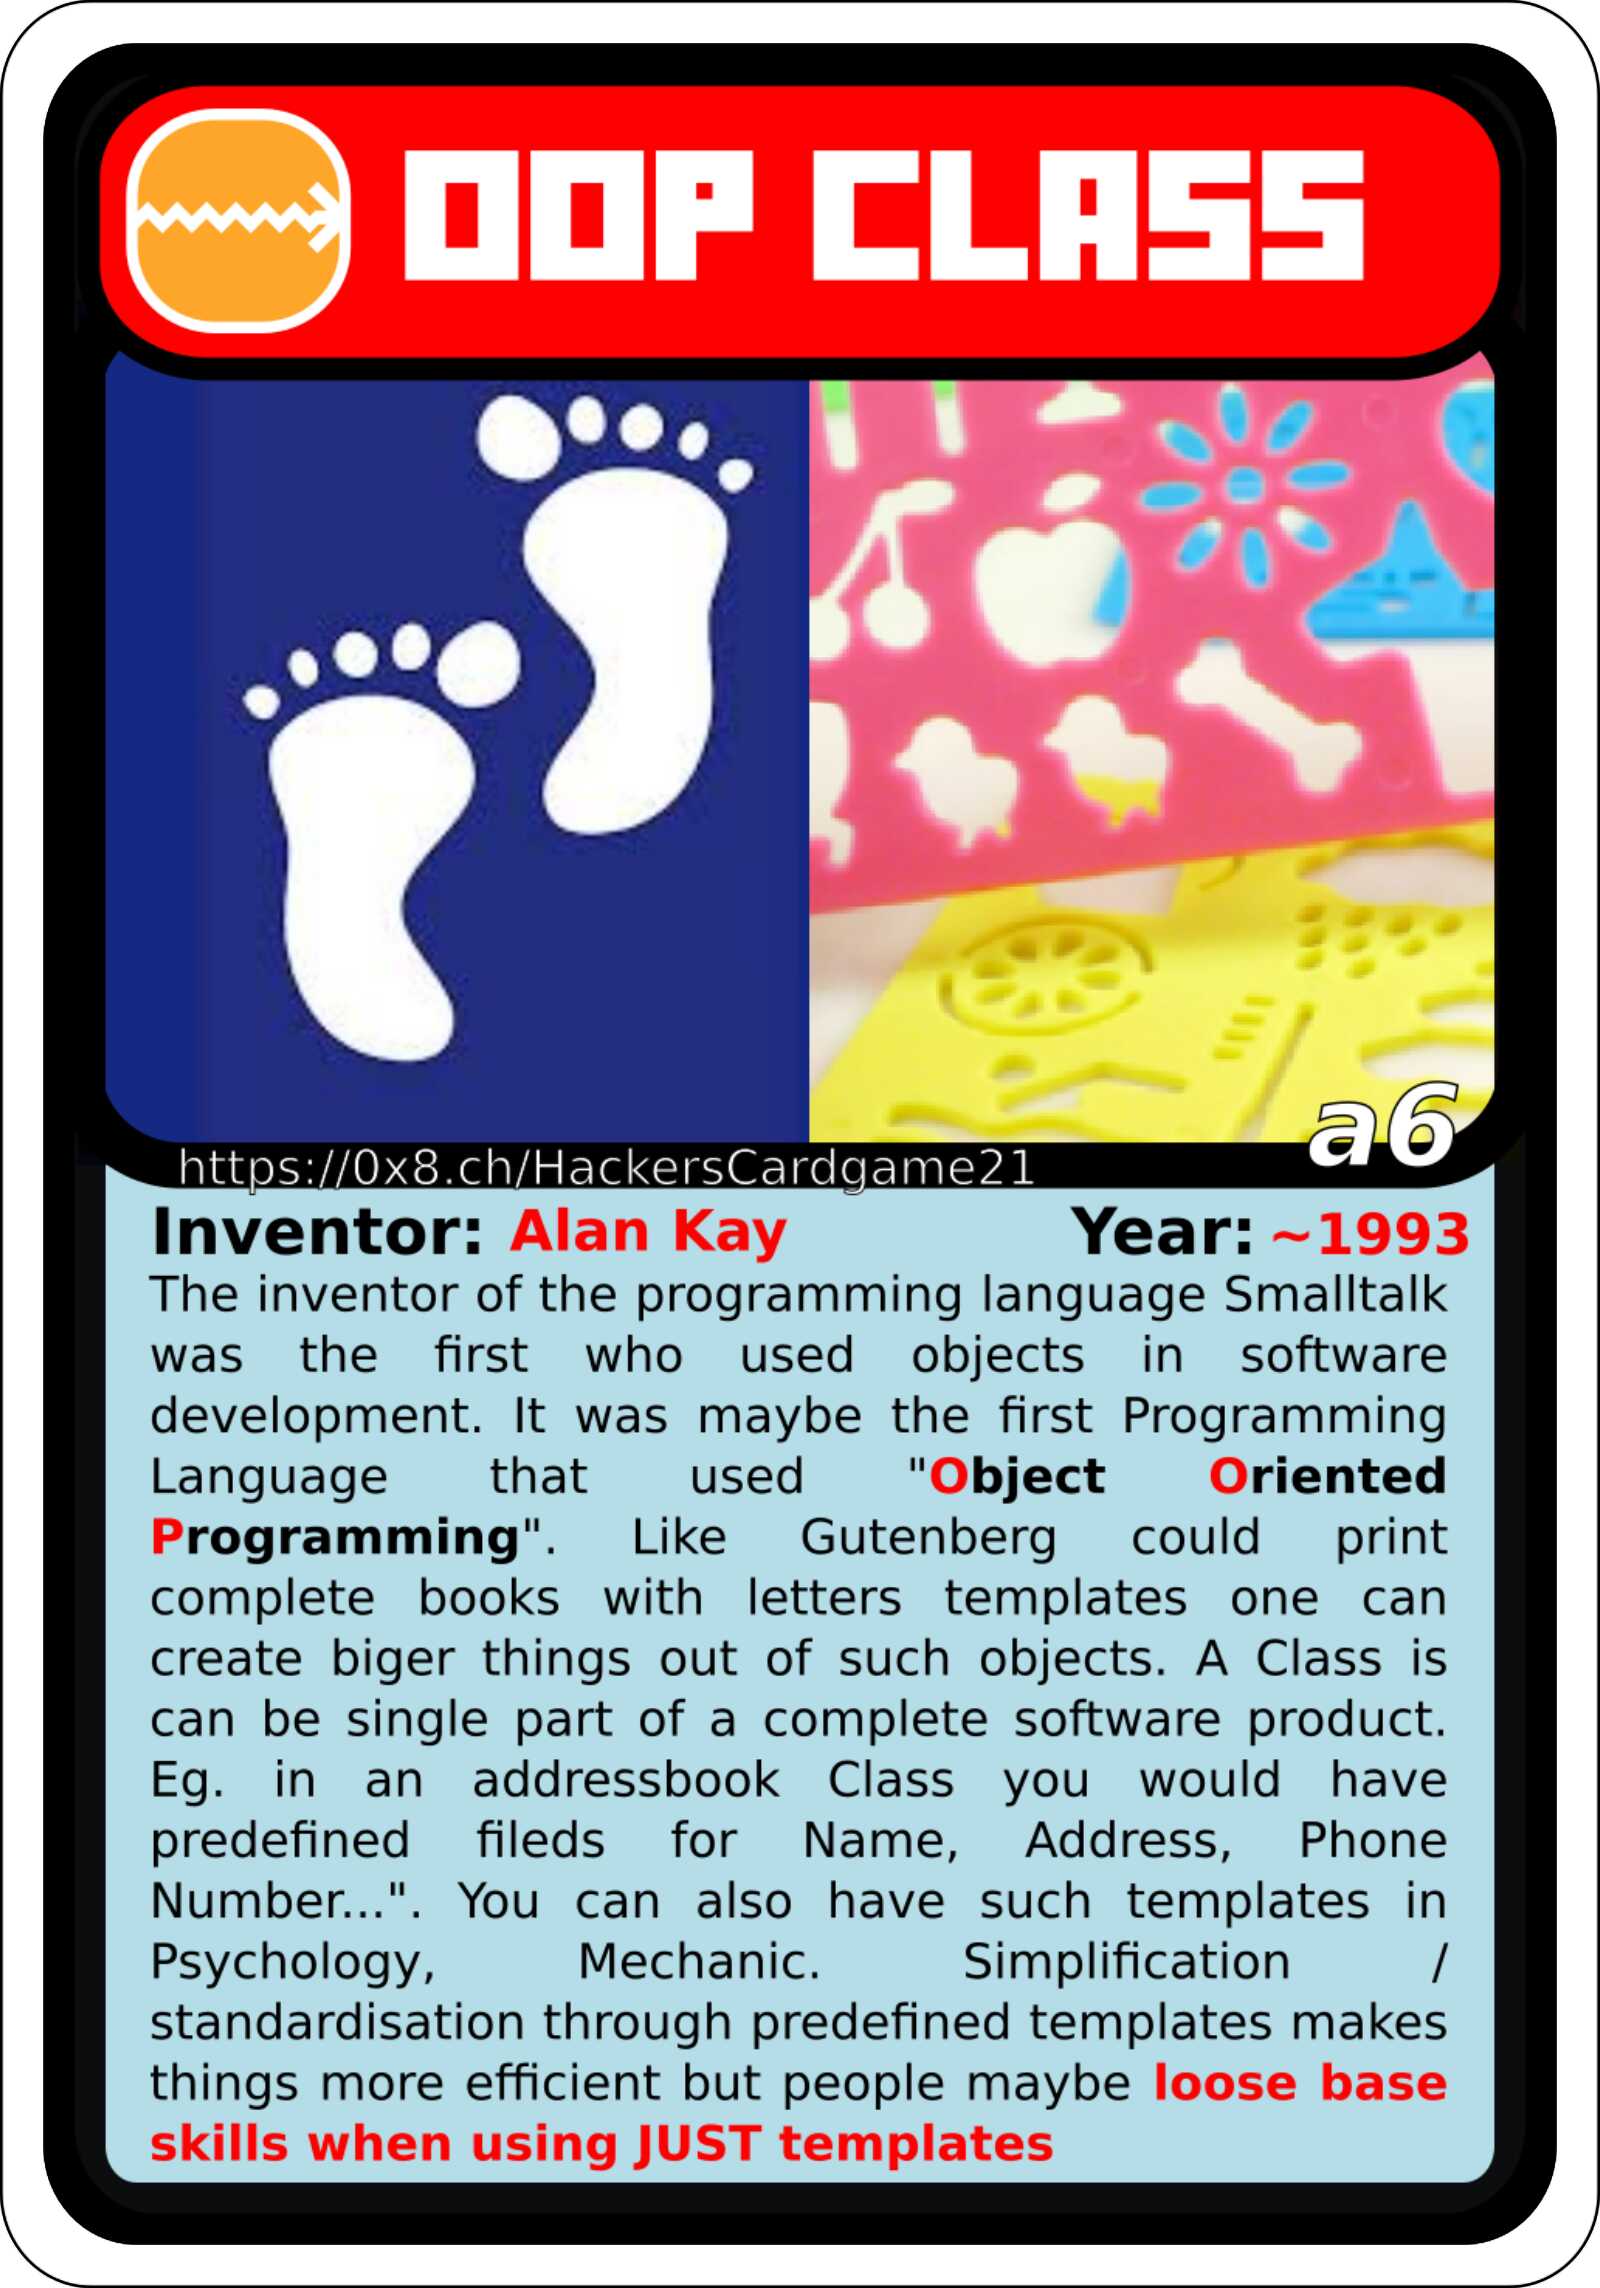 OOP CLASS
a6
https://0x8.ch/HackersCardgame21
Inventor: Alan Kay Year: ~1993
The inventor of the programming language Smalltalk
was the first who used objects in software
development. It was maybe the first Programming
Language that used "Object Oriented
Programming". Like Gutenberg could print
complete books with letters templates one can
create biger things out of such objects. A Class is
can be single part of a complete software product.
Eg. in an addressbook Class you would have
predefined fileds for Name, Address, Phone
Number...". You can also have such templates in
Psychology, Mechanic. Simplification /
standardisation through predefined templates makes
things more efficient but people maybe loose base
skills when using JUST templates